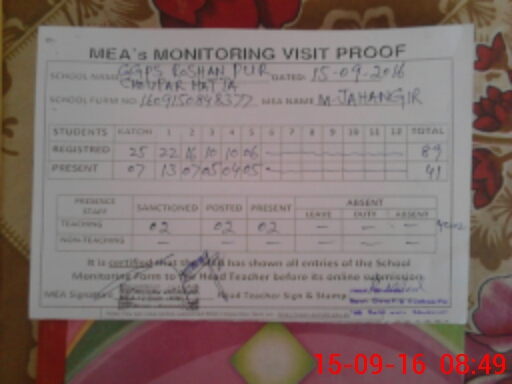 MEA's MONITORING VISIT PROOF
SCHOOL NAME GGPS ROSHAN PUR DATED 15-09-2016
CHOUPAR HATTA
SCHOOL FORM NO. 1609150848377 MEA NAME M-JAHANGIR
STUDENTS KATCHI 1 2 3 4 5 6 7 8 9 10 11 12 TOTAL
REGISTRED 25 22 16 10 10 06 89
PRESENT 07 13 07 05 04 05 41
PRESENCE STAFF SANCTIONED POSTED PRESENT ABSENT
LEAVE DUTY ABSENT
TEACHING 02 02 02 — — —
NON-TEACHING — — — — — —
It is certified that the has shown all entries of the School
Monitoring Form to the Head Teacher before its online submission.
MEA Signature Head Teacher Sign & Stamp
15-09-16 08:49